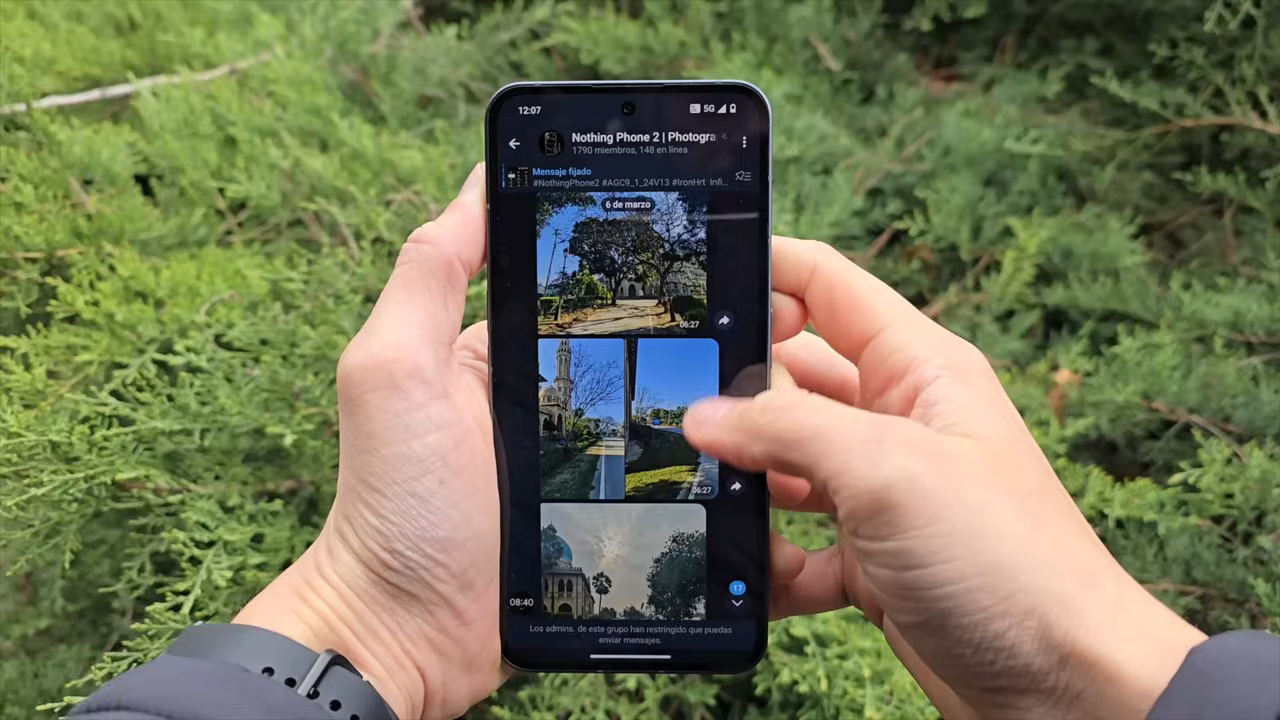 12:07
5G
Nothing Phone 2 | Photogra
1790 miembros, 148 en línea
Mensaje fijado
#NothingPhone2 #AGC9_1_24V13 #IronHrt Infi...
6 de marzo
06:27
06:27
17
08:40
Los admins. de este grupo han restringido que puedas
enviar mensajes.